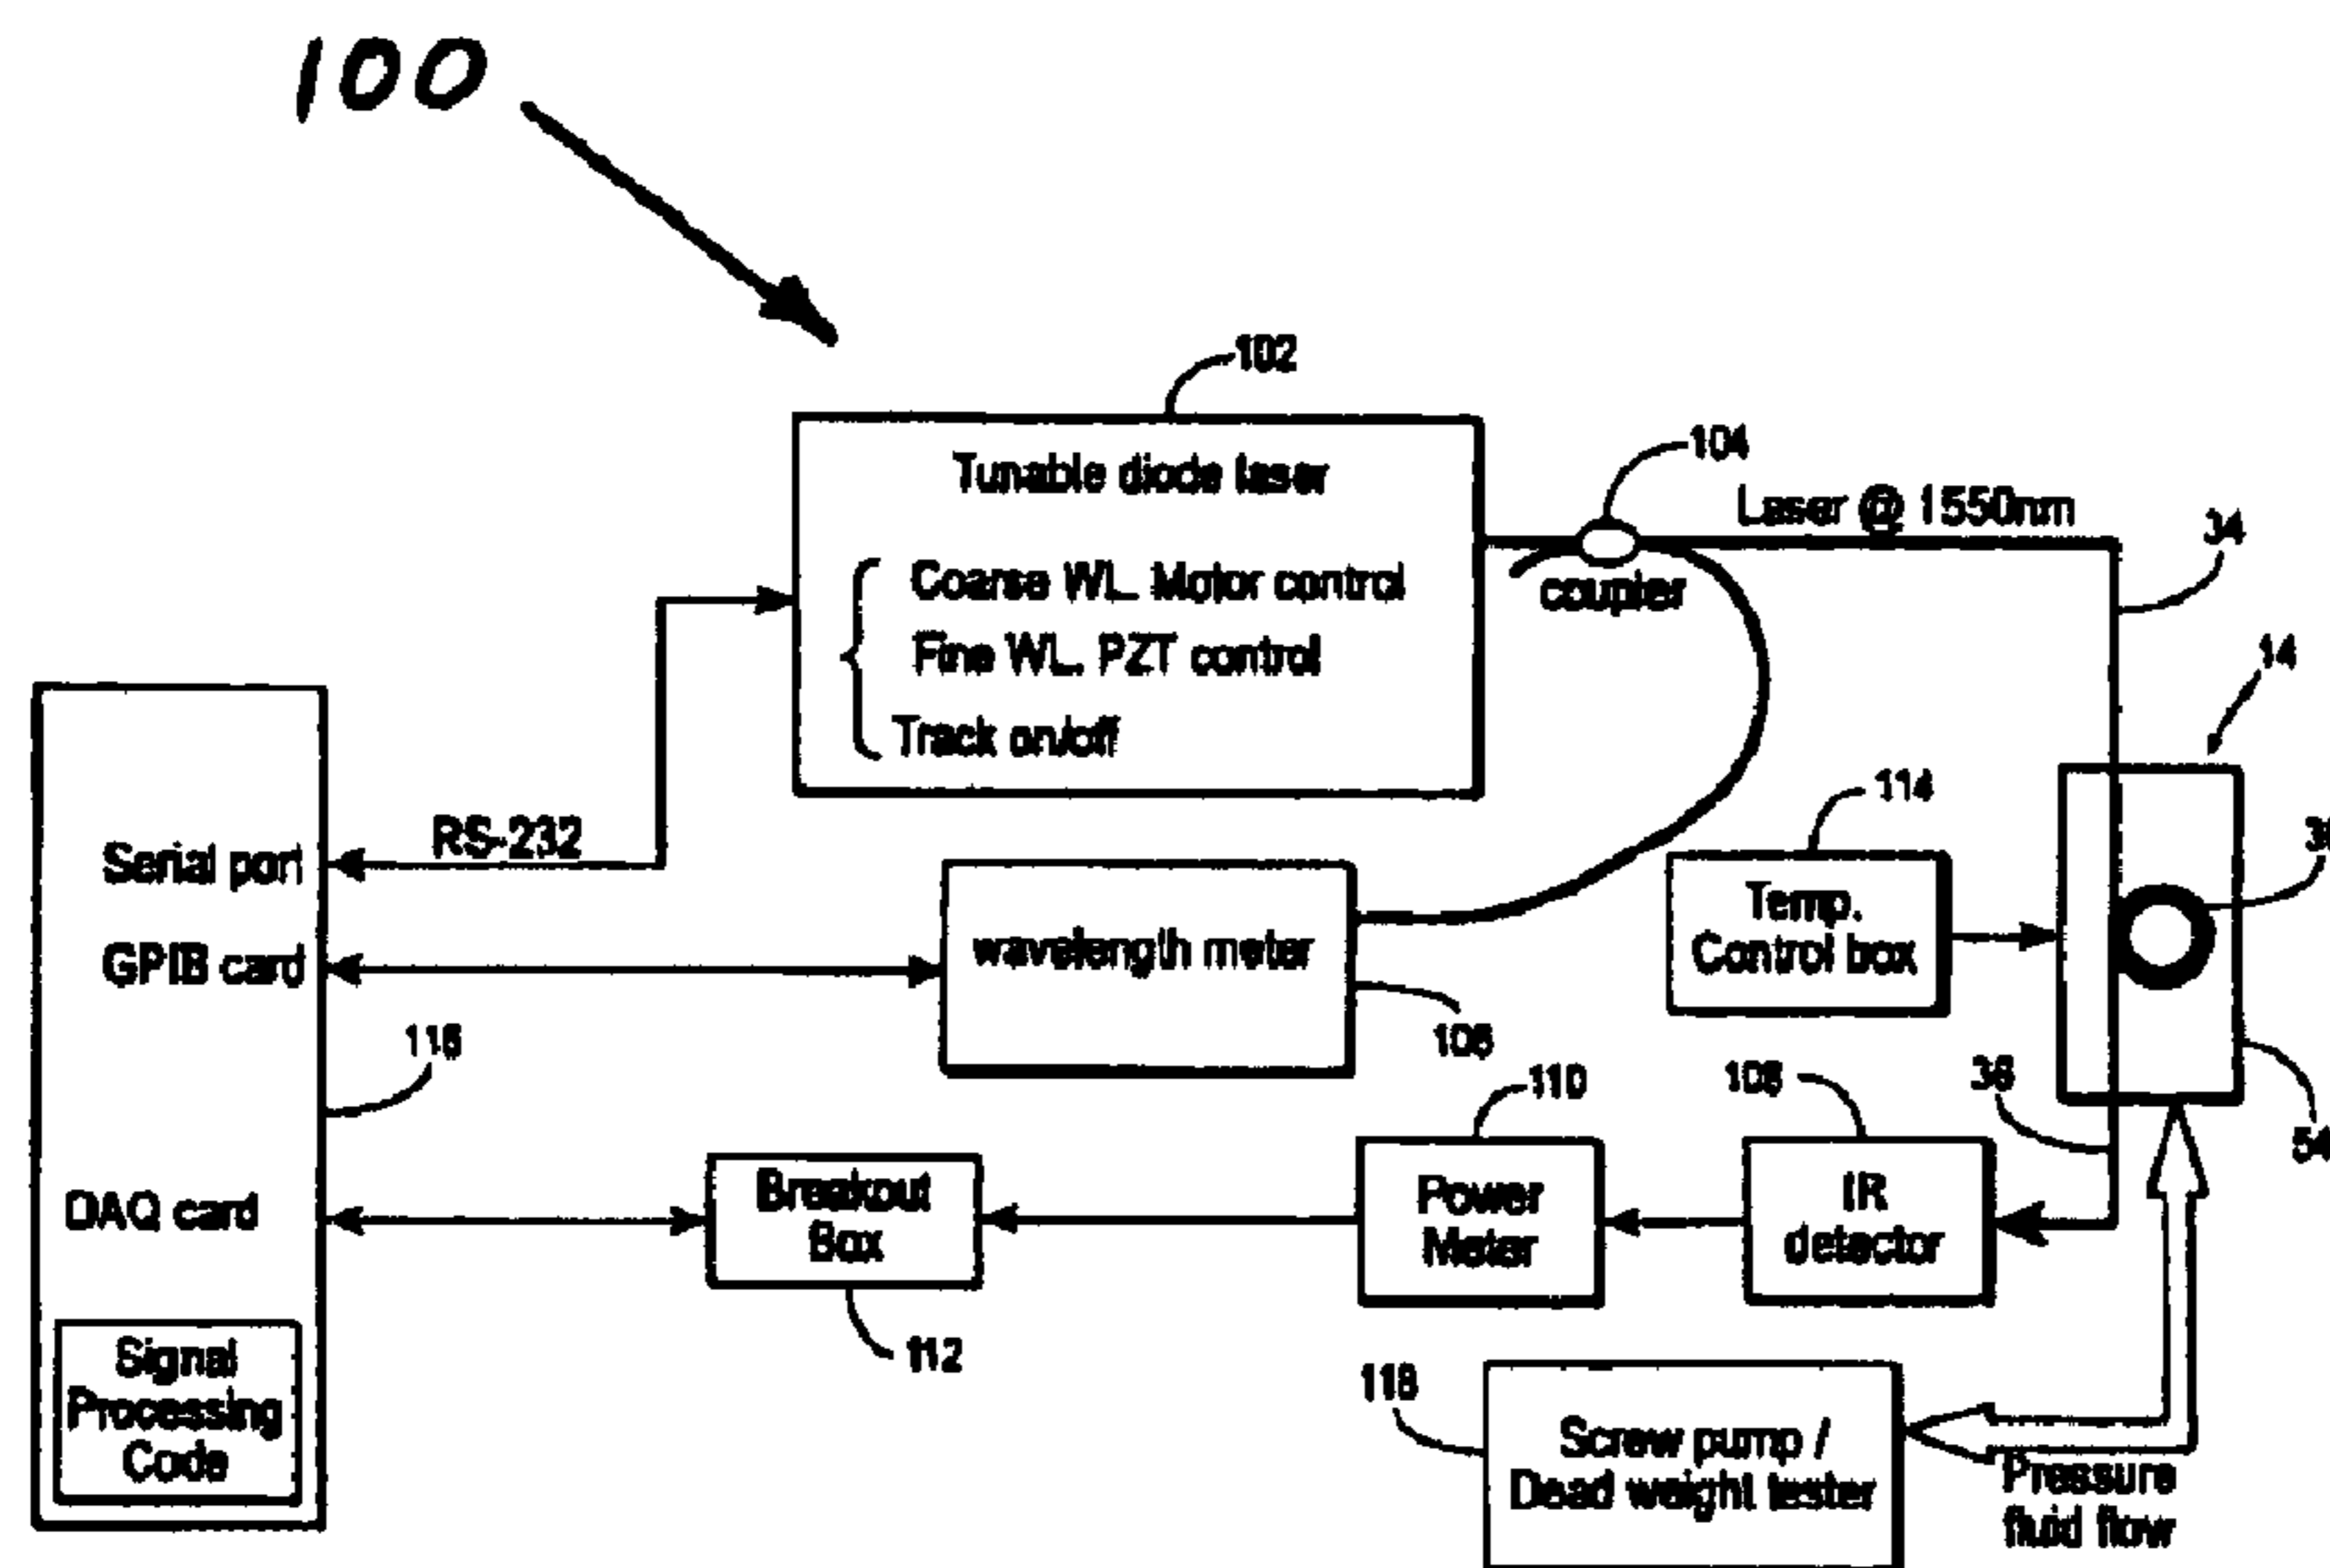 100
102
Tunable diode laser
Coarse WL. Motor control
Fine WL. PZT control
Track on/off
104
coupler
Laser @ 1550nm
34
14
114
Temp.
Control box
Serial port
RS-232
GPIB card
wavelength meter
116
DAQ card
Breakout
Box
112
110
Power
Meter
108
IR
detector
36
Signal
Processing
Code
118
Screw pump /
Dead weight tester
Pressure
fluid flow